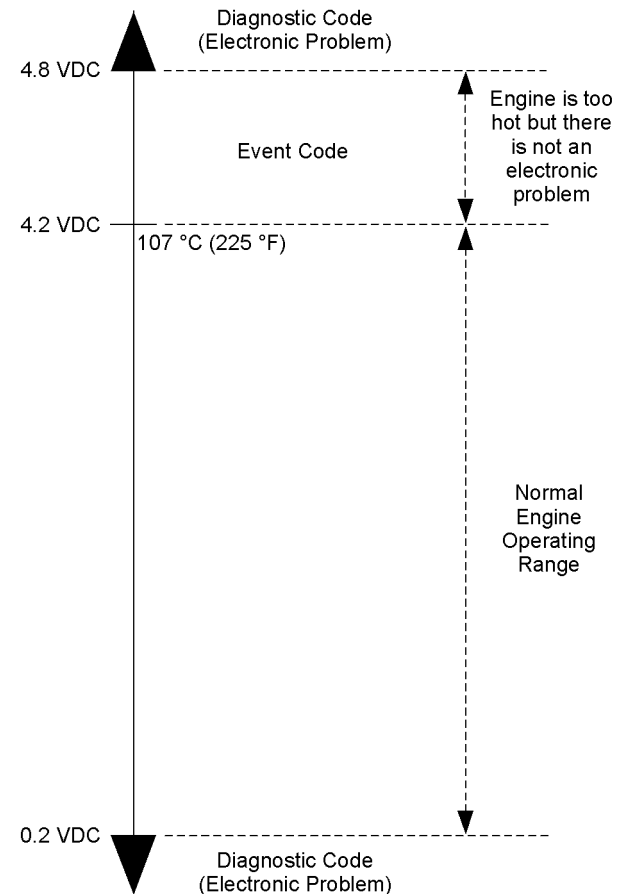 Diagnostic Code
(Electronic Problem)
4.8 VDC
Engine is too
hot but there
is not an
electronic
problem
Event Code
4.2 VDC
107 °C (225 °F)
Normal
Engine
Operating
Range
0.2 VDC
Diagnostic Code
(Electronic Problem)